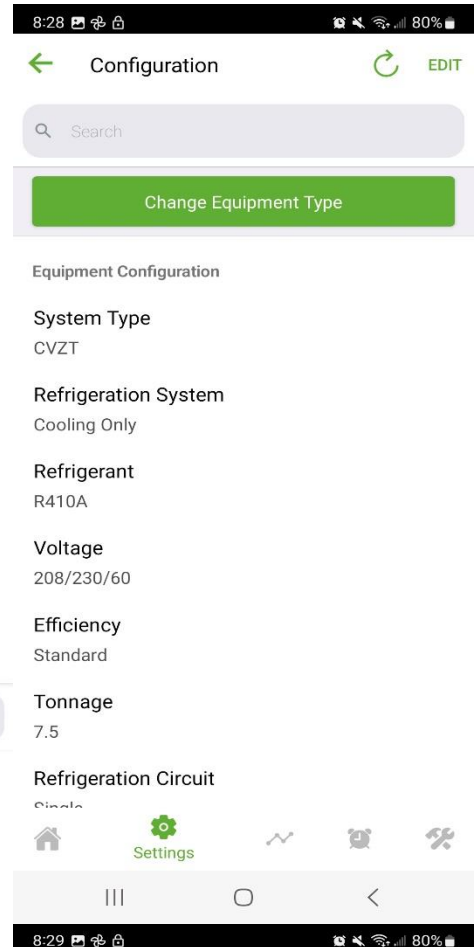 8:28 80%
Configuration EDIT
Search
Change Equipment Type
Equipment Configuration
System Type
CVZT
Refrigeration System
Cooling Only
Refrigerant
R410A
Voltage
208/230/60
Efficiency
Standard
Tonnage
7.5
Refrigeration Circuit
Single
Settings
8:29 80%